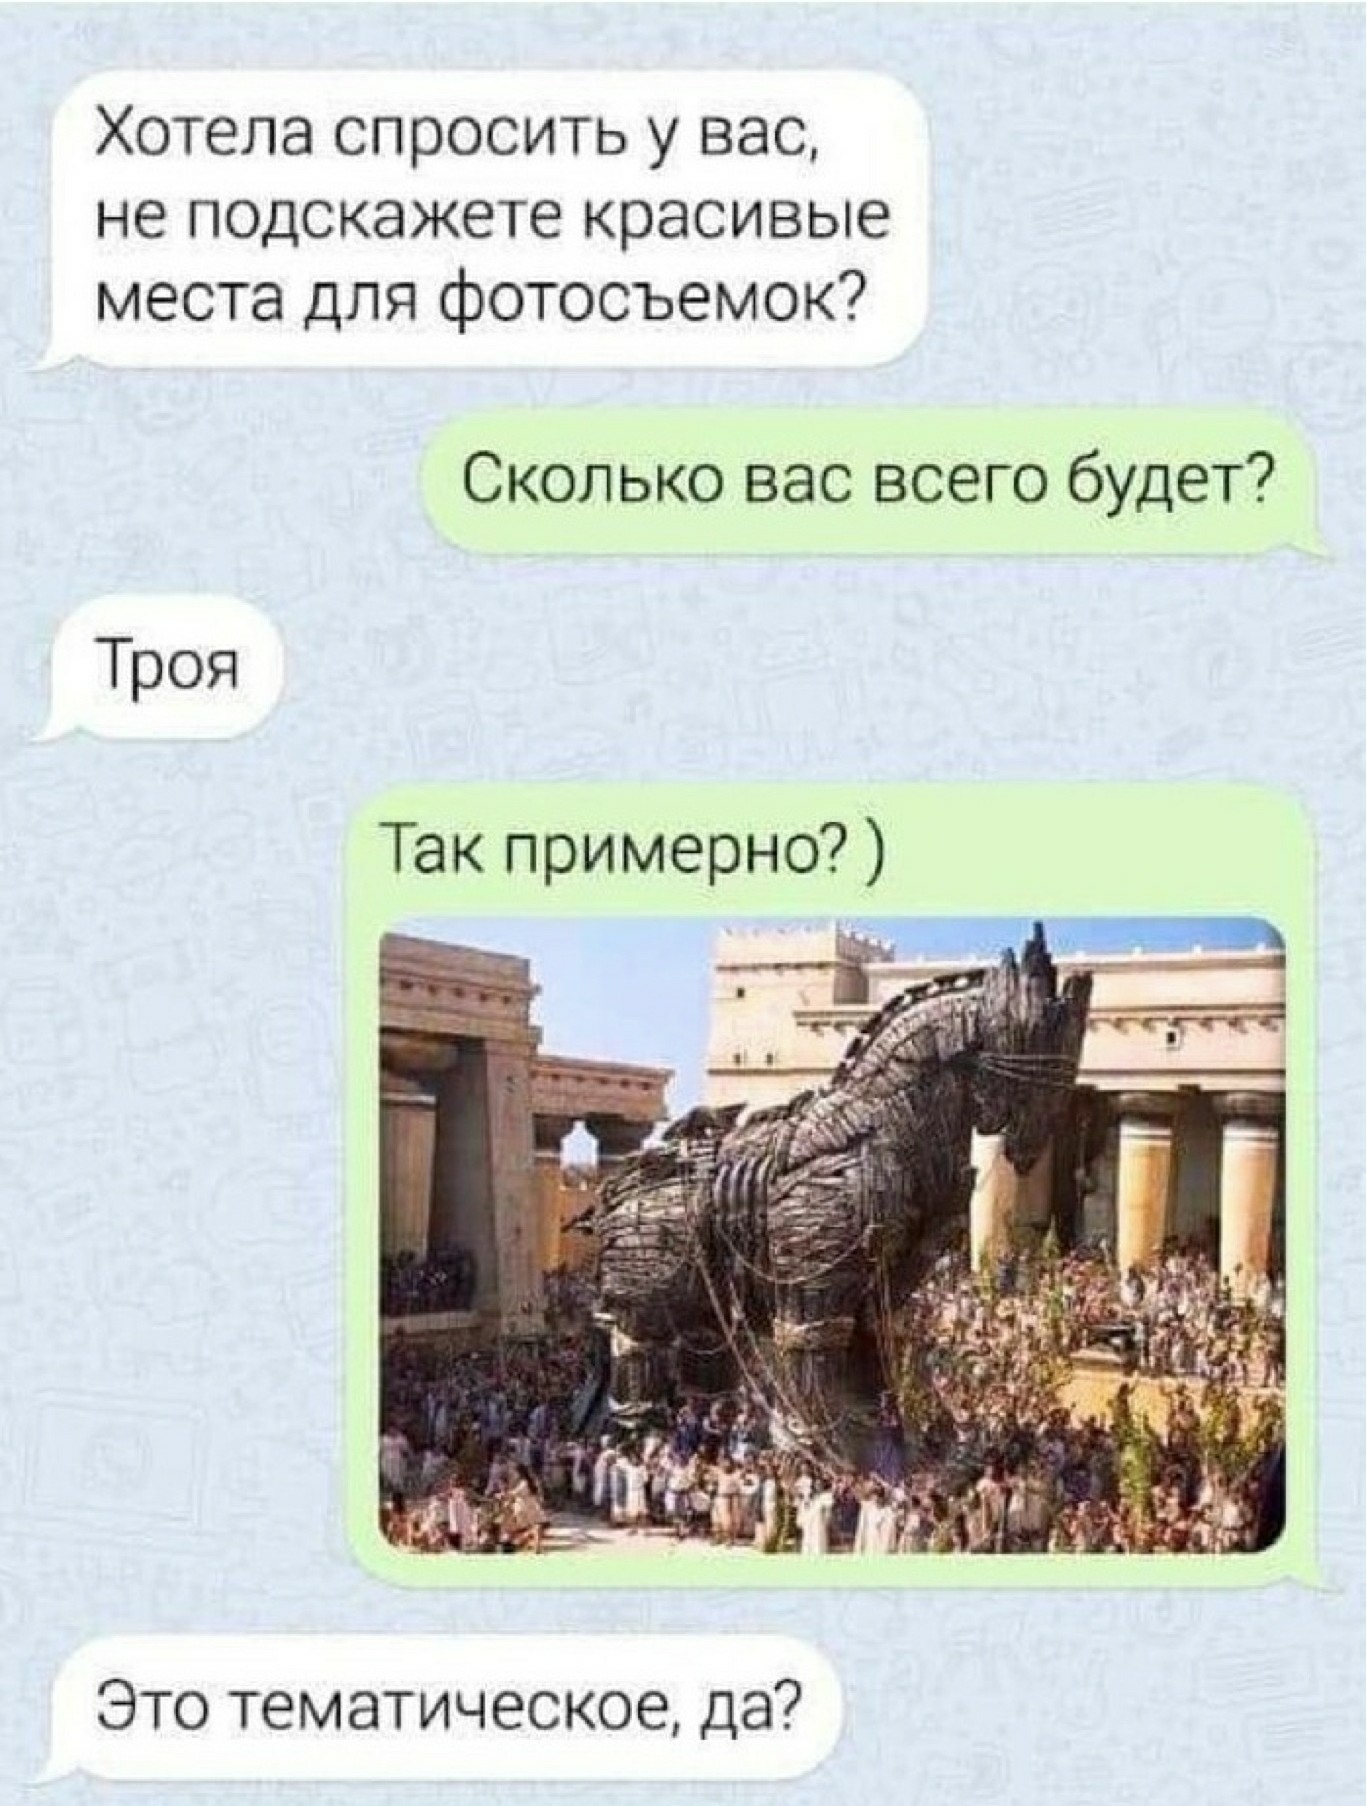 Хотела спросить у вас,
не подскажете красивые
места для фотосъемок?
Сколько вас всего будет?
Троя
Так примерно? )
Это тематическое, да?